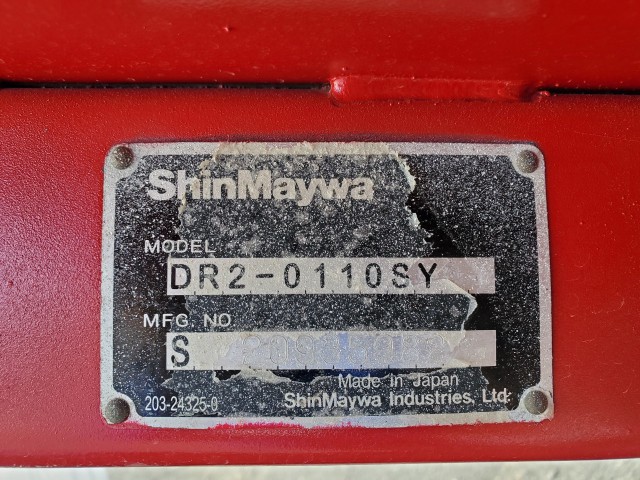 ShinMaywa
MODEL
DR2-0110SY
MFG. NO
S
Made in Japan
203-24325-0
ShinMaywa Industries, Ltd.